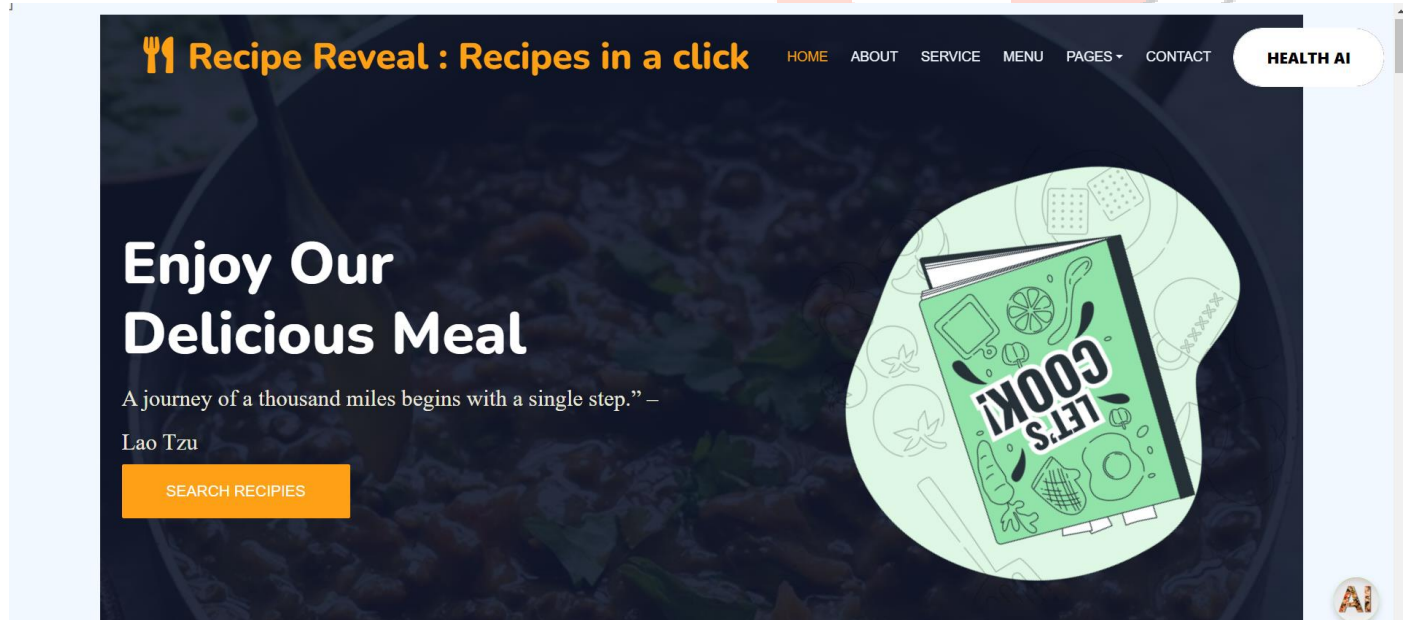 Recipe Reveal : Recipes in a click
HOME ABOUT SERVICE MENU PAGES CONTACT
HEALTH AI
Enjoy Our
Delicious Meal
A journey of a thousand miles begins with a single step.” –
Lao Tzu
SEARCH RECIPIES
LET'S
COOK!
AI